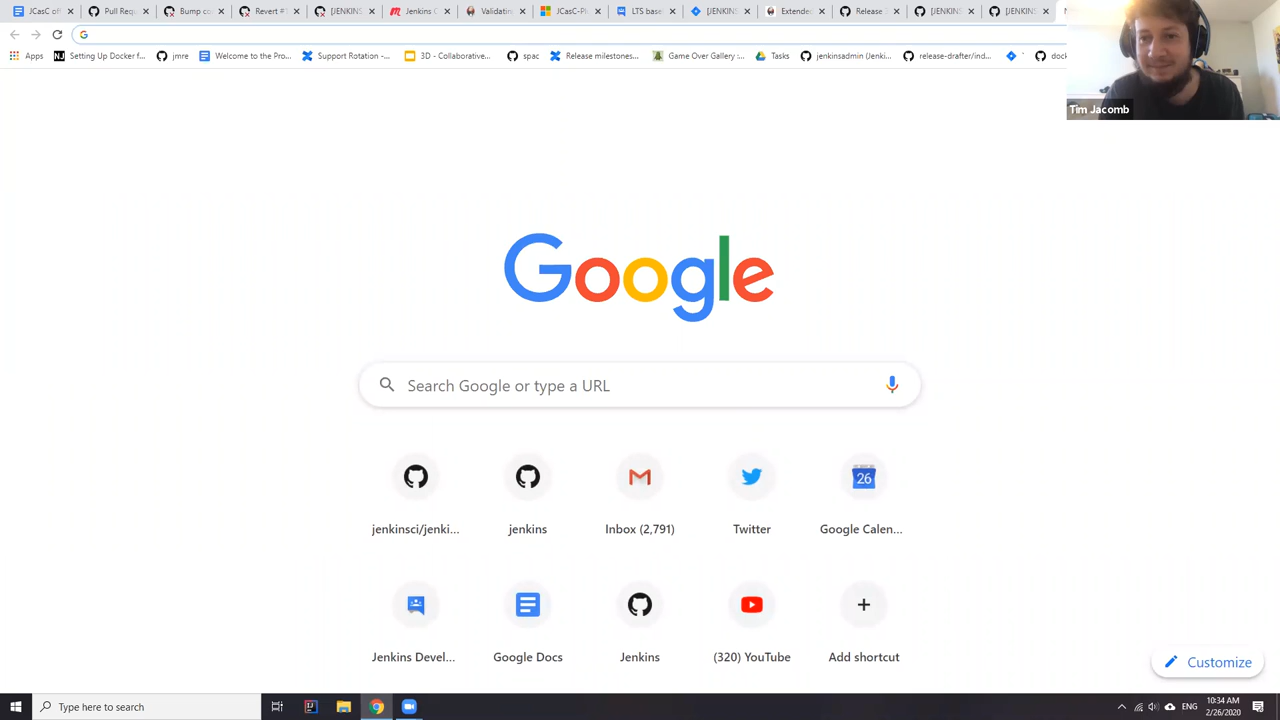 JCasC of
Pull Requ
Bump co
Revert #
[JENKINS
Jenkins C
Validatin
JCasC-Pl
LTS base
[JENKINS
Extende
Release
[JENKINS
[JENKINS
Apps
Setting Up Docker f...
jmre
Welcome to the Pro...
Support Rotation -...
3D - Collaborative...
spac
Release milestones...
Game Over Gallery :...
Tasks
jenkinsadmin (Jenki...
release-drafter/ind...
dock
Tim Jacomb
Google
Search Google or type a URL
jenkinsci/jenki...
jenkins
Inbox (2,791)
Twitter
26
Google Calen...
Jenkins Devel...
Google Docs
Jenkins
(320) YouTube
Add shortcut
Customize
Type here to search
ENG
10:34 AM
2/26/2020